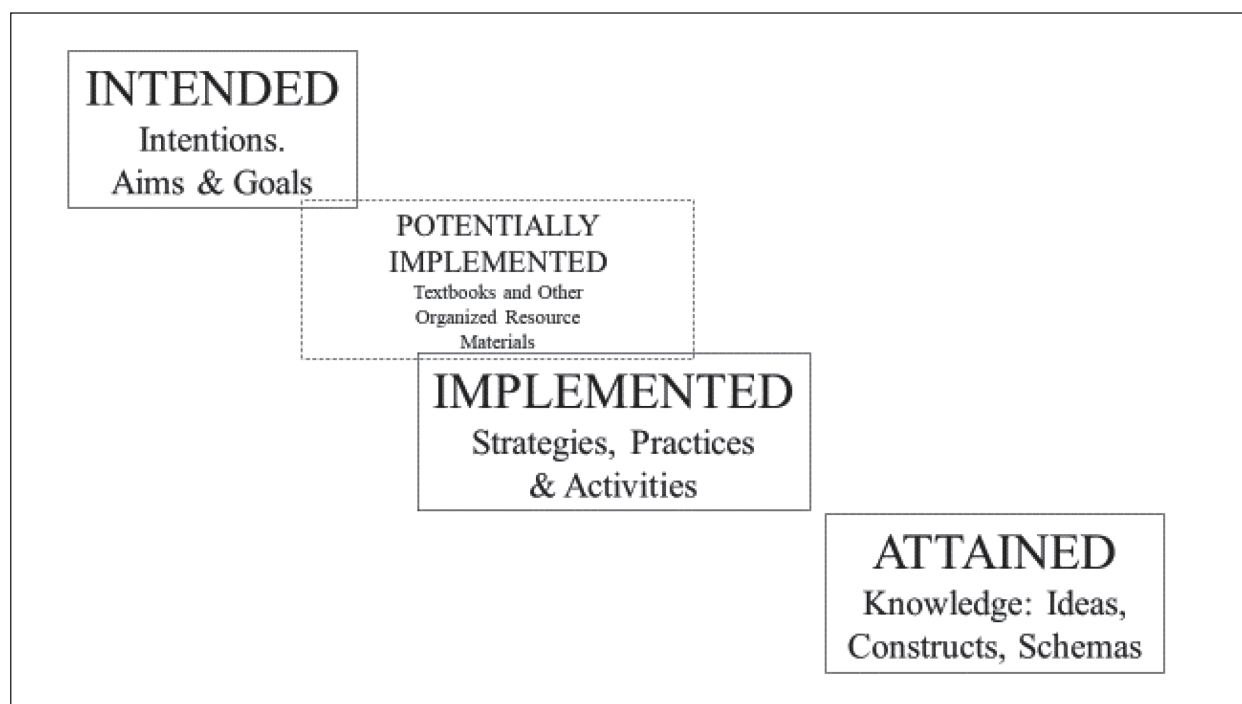 INTENDED
Intentions.
Aims & Goals
POTENTIALLY
IMPLEMENTED
Textbooks and Other
Organized Resource
Materials
IMPLEMENTED
Strategies, Practices
& Activities
ATTAINED
Knowledge: Ideas,
Constructs, Schemas